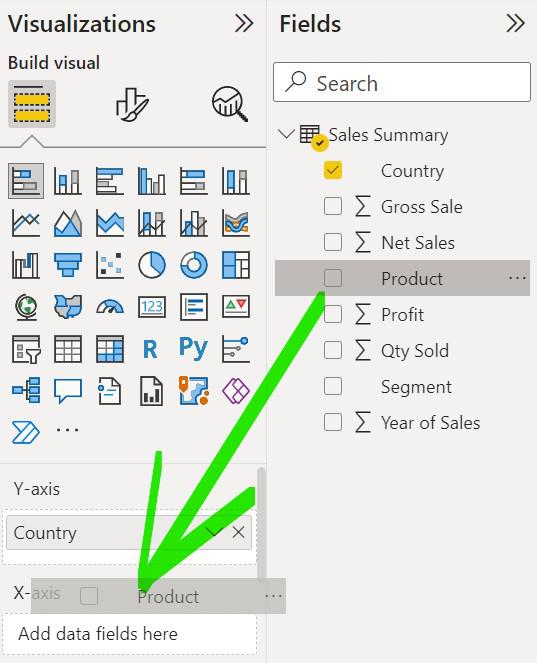 Visualizations
Build visual
123
R
Py
Y-axis
Country
X-axis
Product
Add data fields here
Fields
Search
Sales Summary
Country
Gross Sale
Net Sales
Product
Profit
Qty Sold
Segment
Year of Sales